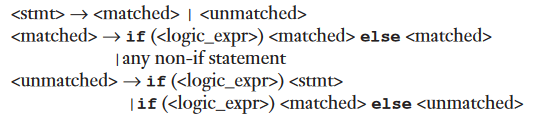 <stmt> → <matched> | <unmatched>
<matched> → if (<logic_expr>) <matched> else <matched>
|any non-if statement
<unmatched> → if (<logic_expr>) <stmt>
|if (<logic_expr>) <matched> else <unmatched>